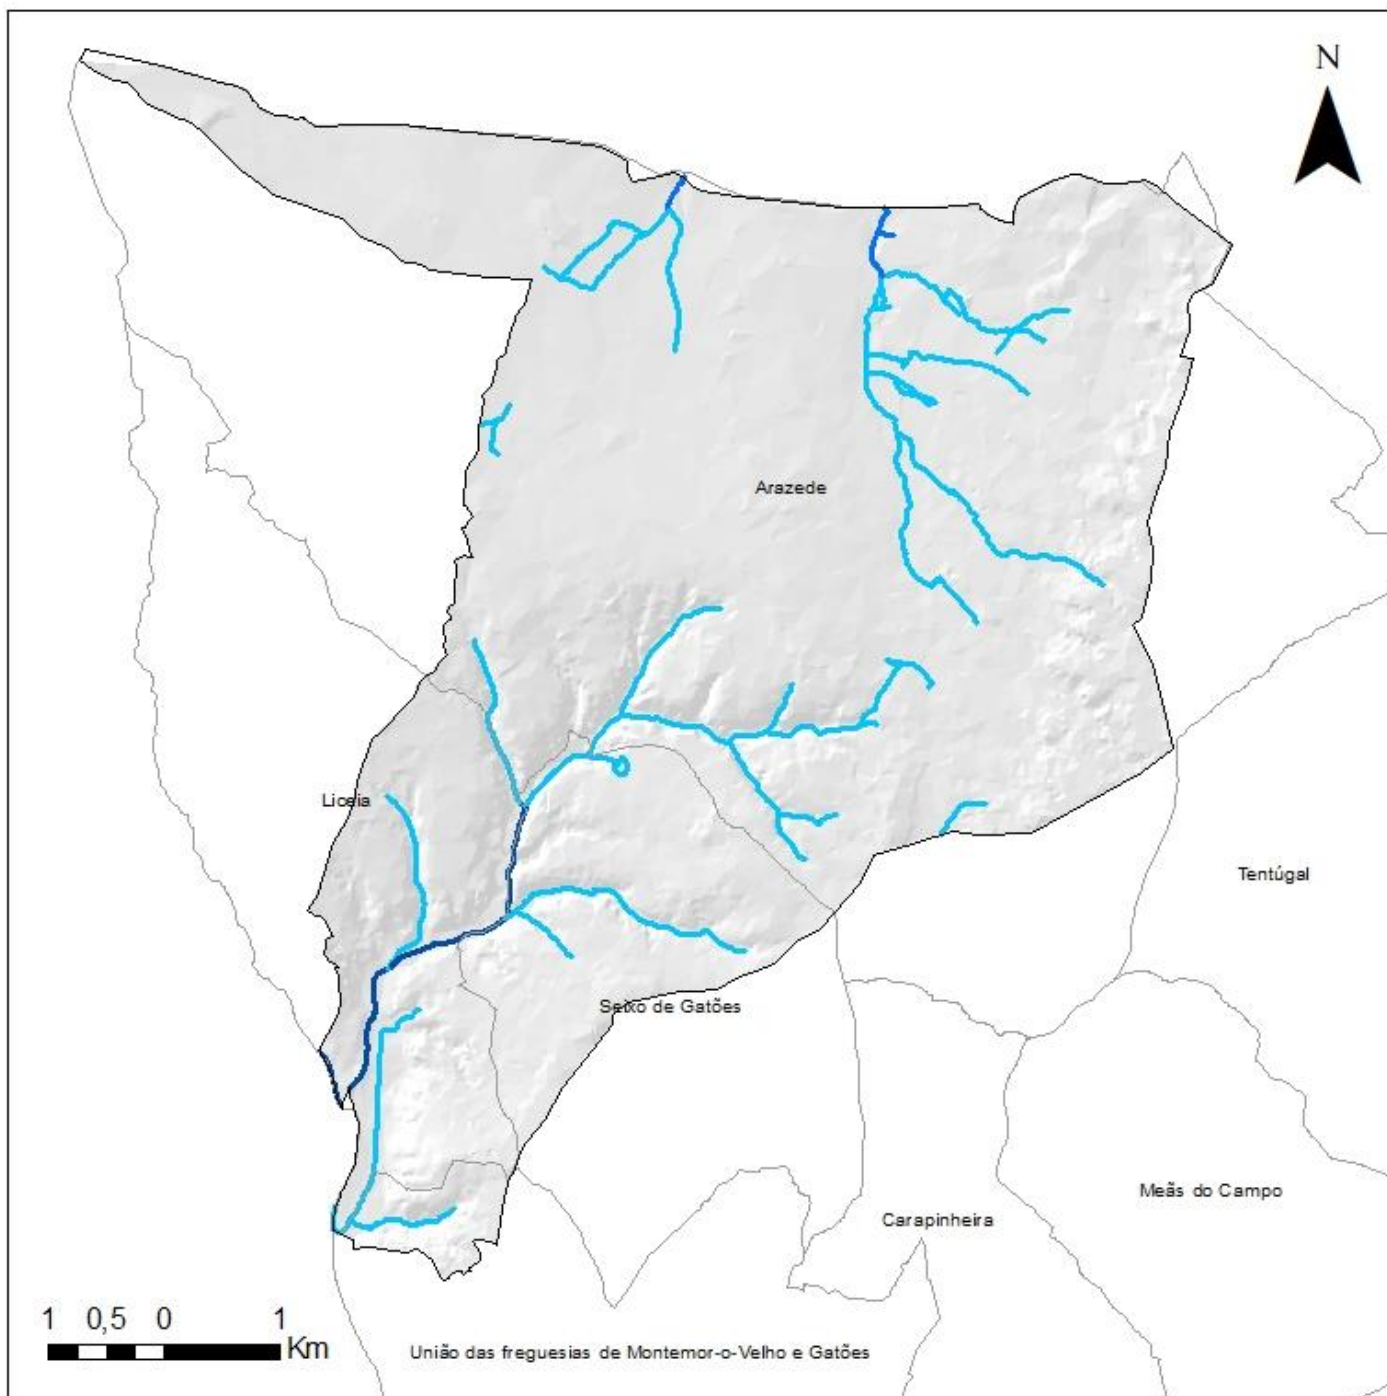 N
Arazede
Liceia
Tentúgal
Seixo de Gatões
Meãs do Campo
Carapinheira
1 0,5 0 1
Km
União das freguesias de Montemor-o-Velho e Gatões